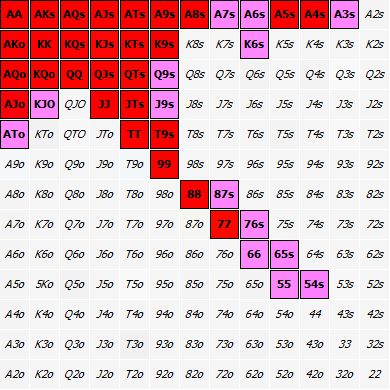 AA AKs AQs AJs ATs A9s A8s A7s A6s A5s A4s A3s A2s
AKo KK KQs KJs KTs K9s K8s K7s K6s K5s K4s K3s K2s
AQo KQo QQ QJs QTs Q9s Q8s Q7s Q6s Q5s Q4s Q3s Q2s
AJo KJO QJO JJ JTs J9s J8s J7s J6s J5s J4s J3s J2s
ATo KTo QTO JTo TT T9s T8s T7s T6s T5s T4s T3s T2s
A9o K9o Q9o J9o T9o 99 98s 97s 96s 95s 94s 93s 92s
A8o K8o Q8o J8o T8o 98o 88 87s 86s 85s 84s 83s 82s
A7o K7o Q7o J7o T7o 97o 87o 77 76s 75s 74s 73s 72s
A6o K6o Q6o J6o T6o 96o 86o 76o 66 65s 64s 63s 62s
A5o 5Ko Q5o J5o T5o 95o 85o 75o 65o 55 54s 53s 52s
A4o K4o Q4o J4o T4o 94o 84o 74o 64o 54o 44 43s 42s
A3o K3o Q3o J3o T3o 93o 83o 73o 63o 53o 43o 33 32s
A2o K2o Q2o J2o T2o 92o 82o 72o 62o 52o 42o 32o 22